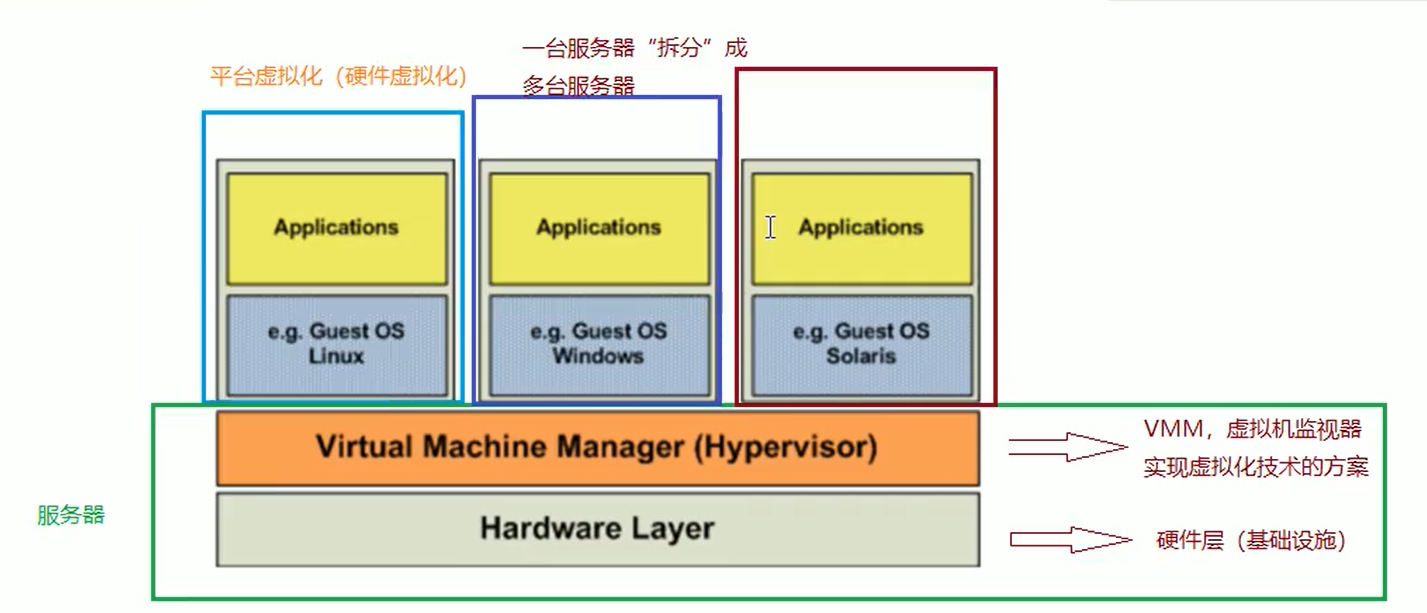 一台服务器“拆分”成
多台服务器
平台虚拟化（硬件虚拟化）
Applications
Applications
Applications
e.g. Guest OS
Linux
e.g. Guest OS
Windows
e.g. Guest OS
Solaris
Virtual Machine Manager (Hypervisor)
VMM，虚拟机监视器
实现虚拟化技术的方案
服务器
Hardware Layer
硬件层（基础设施）